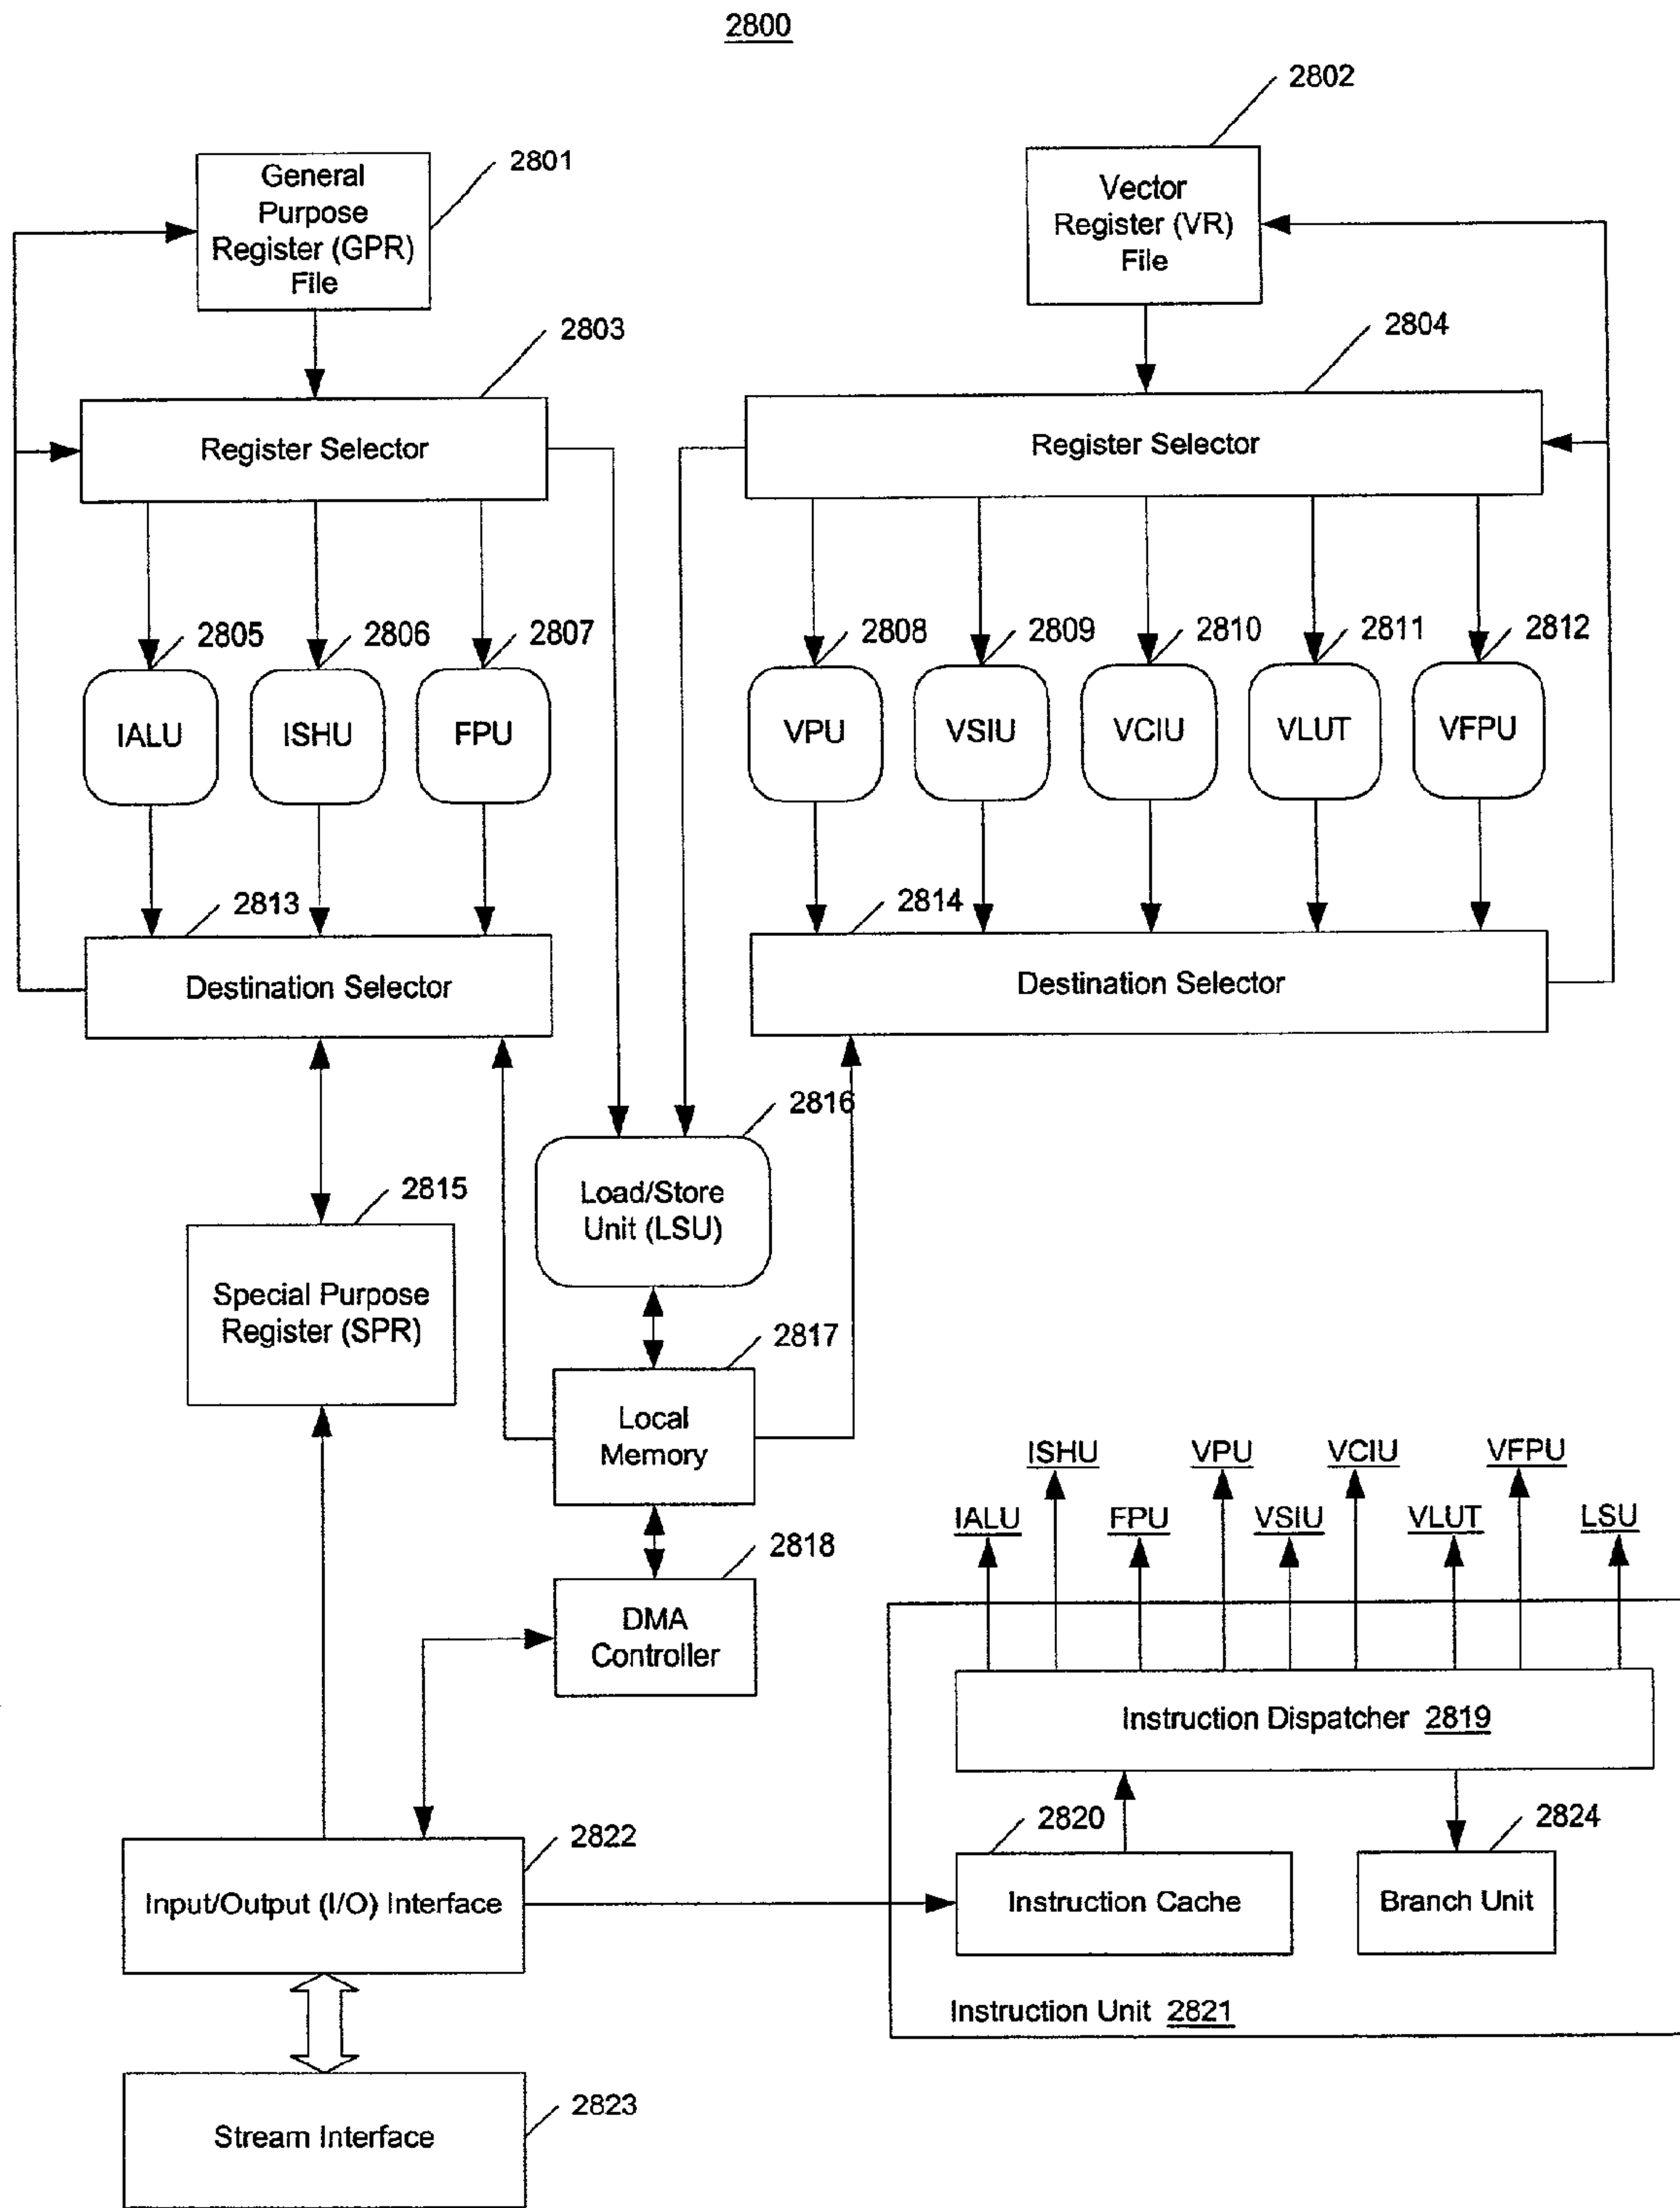 2800
2802
2801
General
Purpose
Register (GPR)
File
Vector
Register (VR)
File
2803
2804
Register Selector
Register Selector
2805
2806
2807
2808
2809
2810
2811
2812
IALU
ISHU
FPU
VPU
VSIU
VCIU
VLUT
VFPU
2813
2814
Destination Selector
Destination Selector
2816
Load/Store
Unit (LSU)
2815
Special Purpose
Register (SPR)
2817
Local
Memory
2818
DMA
Controller
ISHU
VPU
VCIU
VFPU
IALU
FPU
VSIU
VLUT
LSU
Instruction Dispatcher 2819
2820
2824
2822
Input/Output (I/O) Interface
Instruction Cache
Branch Unit
Instruction Unit 2821
2823
Stream Interface